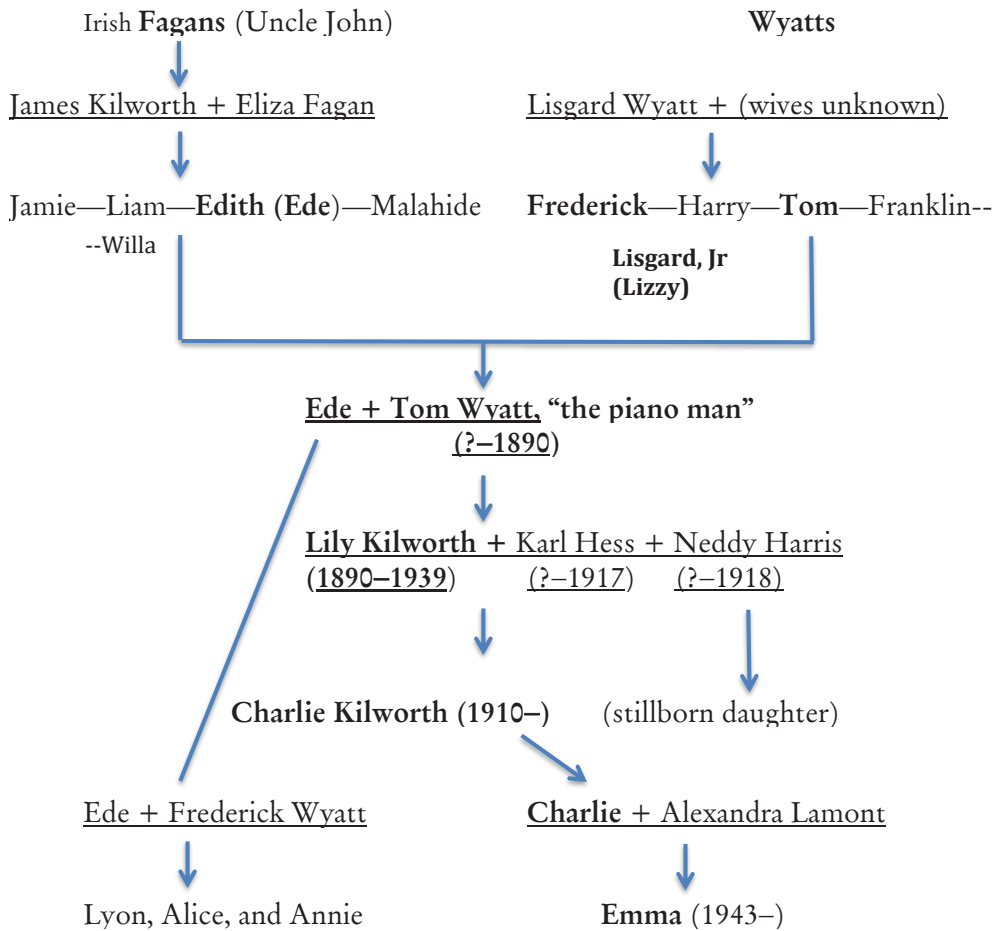 Irish Fagans (Uncle John)
Wyatts
James Kilworth + Eliza Fagan
Lisgard Wyatt + (wives unknown)
Jamie—Liam—Edith (Ede)—Malahide
--Willa
Frederick—Harry—Tom—Franklin--
Lisgard, Jr
(Lizzy)
Ede + Tom Wyatt, “the piano man”
(?–1890)
Lily Kilworth + Karl Hess + Neddy Harris
(1890–1939) (?–1917) (?–1918)
Charlie Kilworth (1910–)
(stillborn daughter)
Ede + Frederick Wyatt
Charlie + Alexandra Lamont
Lyon, Alice, and Annie
Emma (1943–)